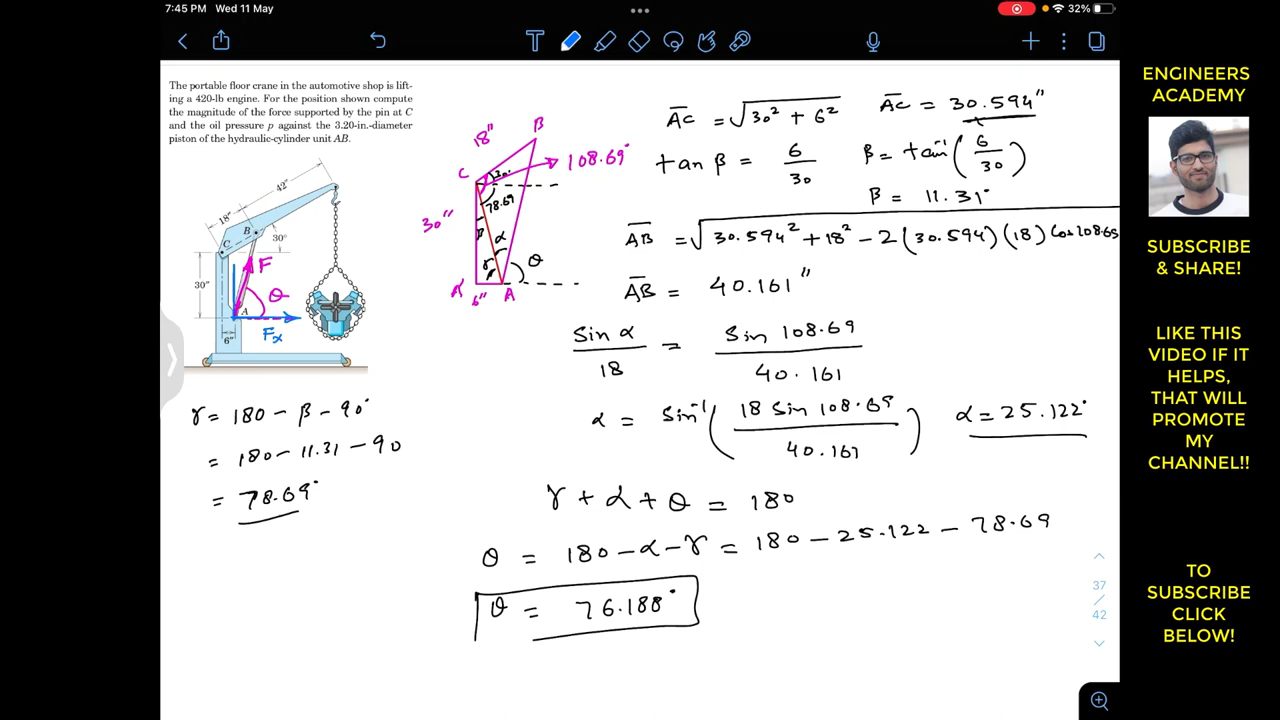 7:45 PM Wed 11 May
32%
The portable floor crane in the automotive shop is lift-
ing a 420-lb engine. For the position shown compute
the magnitude of the force supported by the pin at C
and the oil pressure p against the 3.20-in.-diameter
piston of the hydraulic-cylinder unit AB.
42"
18"
B
C
30°
F
30"
θ
A
Fx
6"
γ = 180 - β - 90°
= 180 - 11.31 - 90
= 78.69°
B
18"
108.69°
C
30°
78.69
30"
β
α
γ
θ
A'
6"
A
AC = √30² + 6²
AC = 30.594"
tan β = 6/30
β = tan⁻¹(6/30)
β = 11.31°
AB = √30.594² + 18² - 2(30.594)(18) Cos108.69
AB = 40.161"
Sin α/18 = Sin 108.69/40.161
α = Sin⁻¹(18 Sin 108.69/40.161)
α = 25.122°
γ + α + θ = 180
θ = 180 - α - γ = 180 - 25.122 - 78.69
θ = 76.188°
37
/
42
ENGINEERS
ACADEMY
SUBSCRIBE
& SHARE!
LIKE THIS
VIDEO IF IT
HELPS,
THAT WILL
PROMOTE
MY
CHANNEL!!
TO
SUBSCRIBE
CLICK
BELOW!